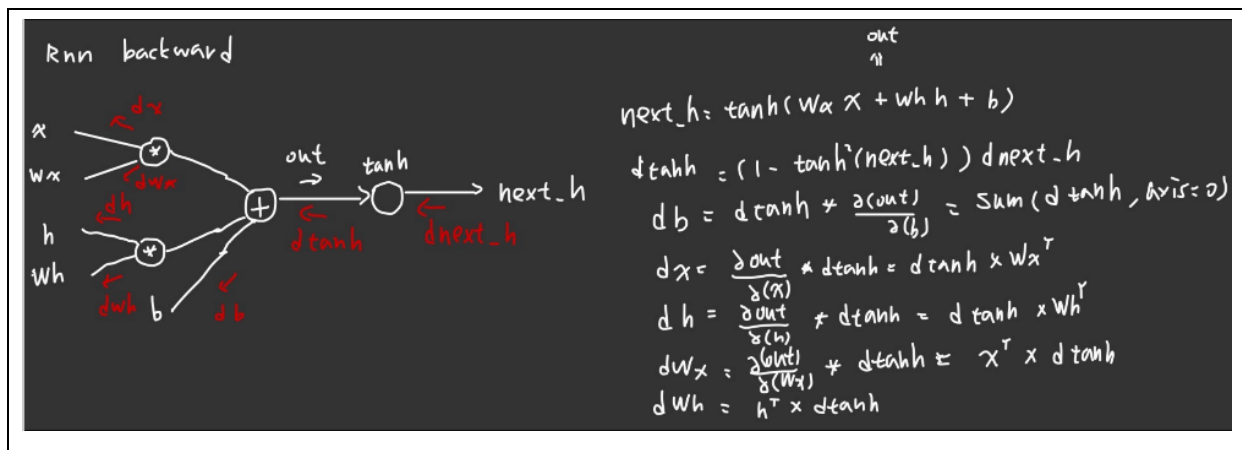 Rnn backward
x
dx
*
wx
dwx
dh
h
*
Wh
dwh
b
db
+
out
→
dtanh
tanh
dnext_h
next_h
out
next_h = tanh(Wx x + Wh h + b)
dtanh = (1 - tanh²(next_h)) dnext_h
db = dtanh * ∂(out)/∂(b) = sum(dtanh, axis=0)
dx = ∂out/∂(x) * dtanh = dtanh x Wxᵀ
dh = ∂out/∂(h) * dtanh = dtanh x Whᵀ
dWx = ∂(out)/∂(Wx) * dtanh = xᵀ x dtanh
dWh = hᵀ x dtanh